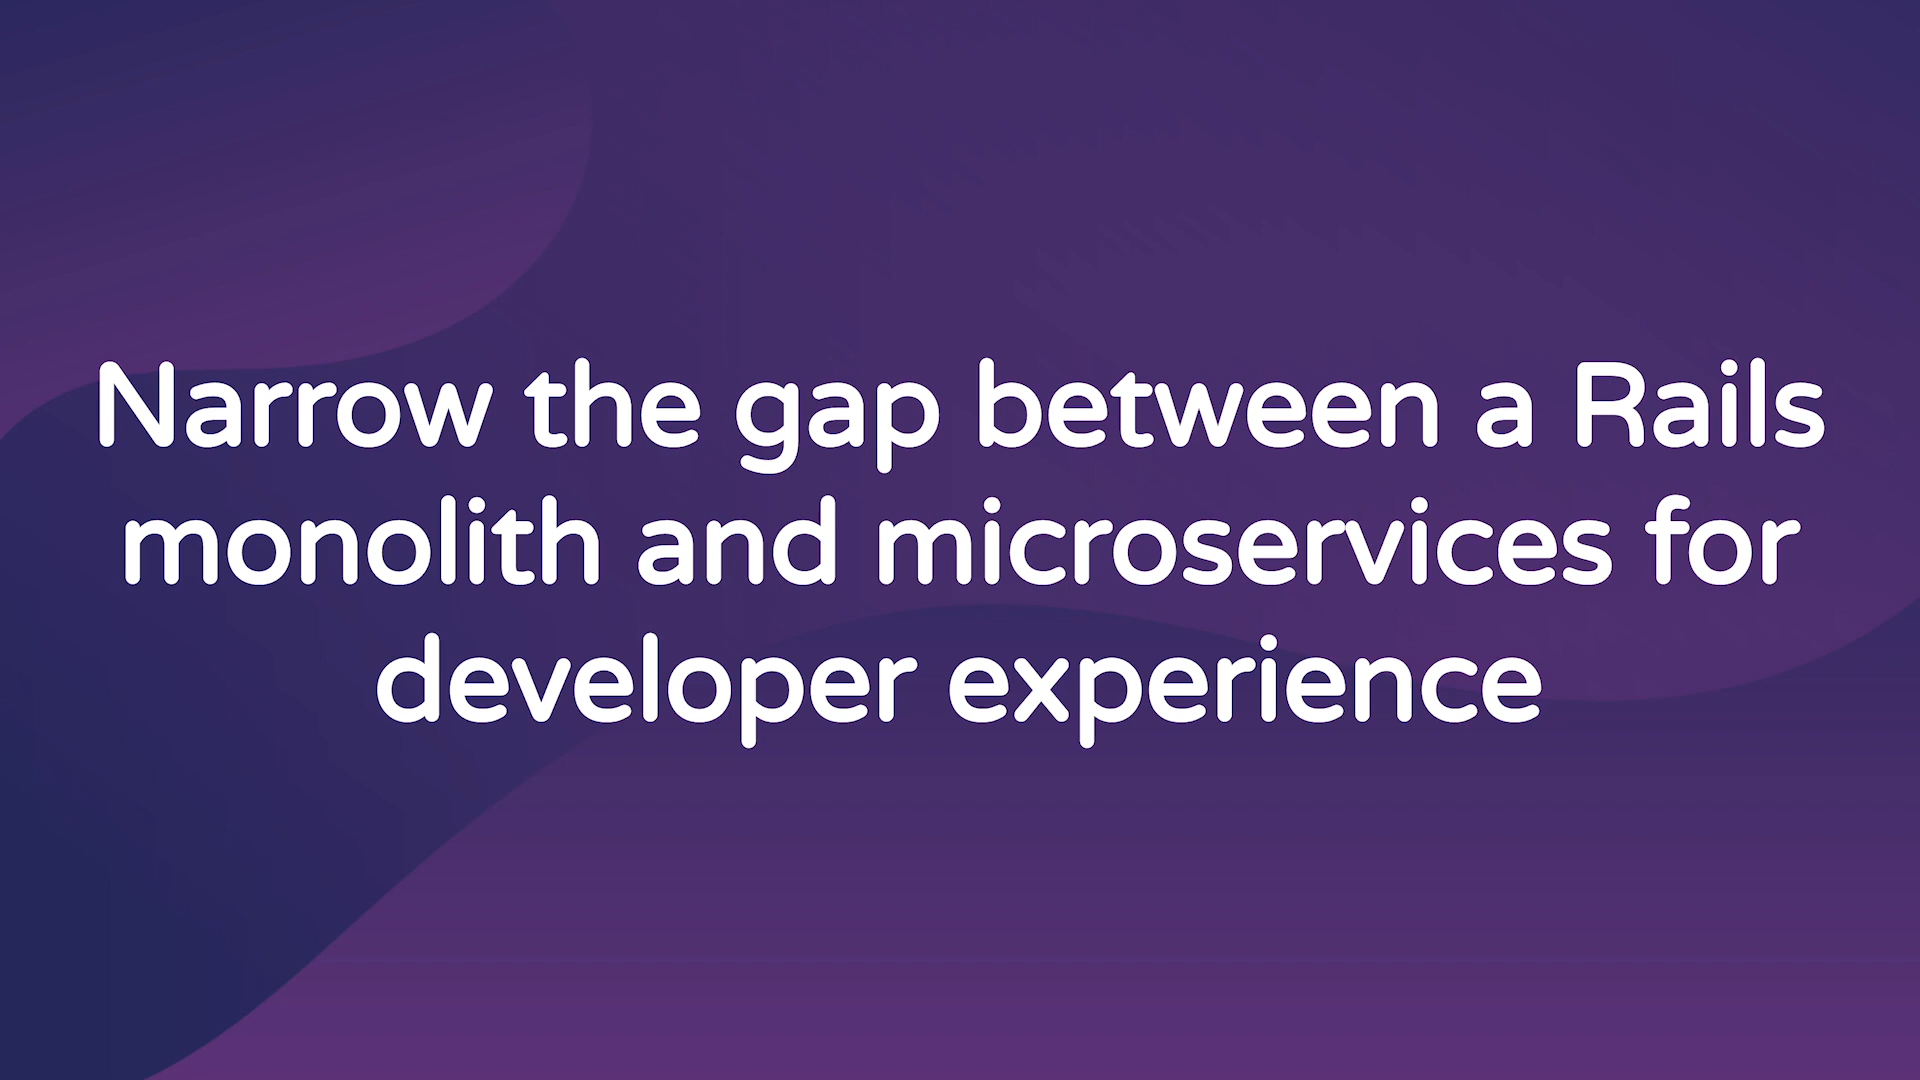 Narrow the gap between a Rails
monolith and microservices for
developer experience